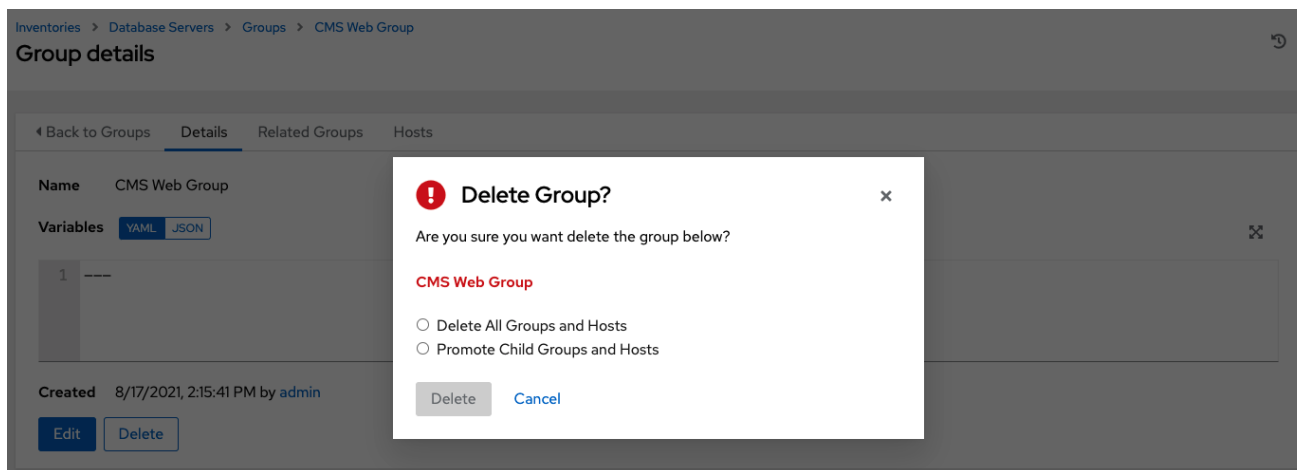 Inventories > Database Servers > Groups > CMS Web Group
Group details
Back to Groups Details Related Groups Hosts
Name CMS Web Group
Variables YAML JSON
1 ---
Created 8/17/2021, 2:15:41 PM by admin
Edit Delete
Delete Group? ×
Are you sure you want delete the group below?
CMS Web Group
Delete All Groups and Hosts
Promote Child Groups and Hosts
Delete Cancel